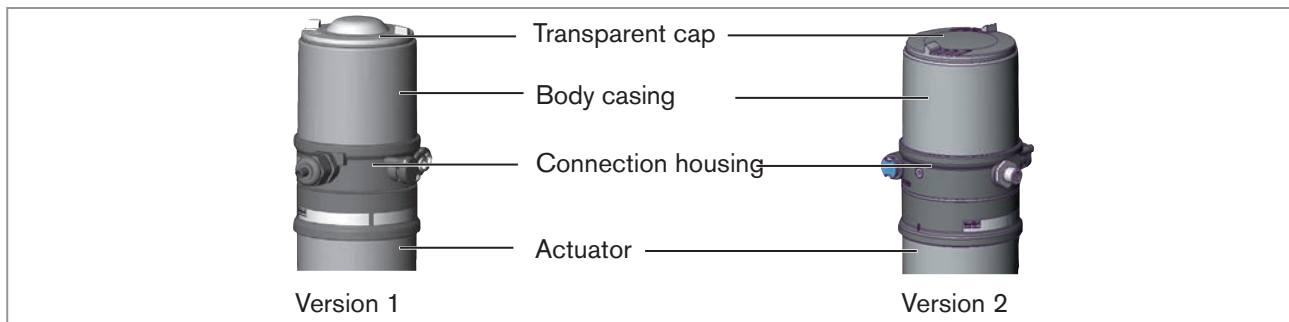 Transparent cap
Body casing
Connection housing
Actuator
Version 1
Version 2